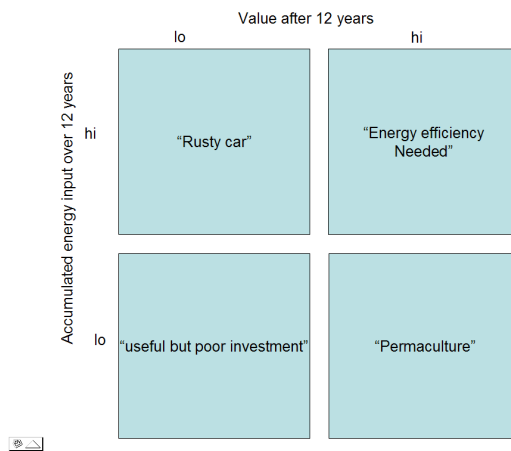 Value after 12 years
lo
hi
Accumulated energy input over 12 years
hi
“Rusty car”
“Energy efficiency
Needed”
lo
“useful but poor investment”
“Permaculture”